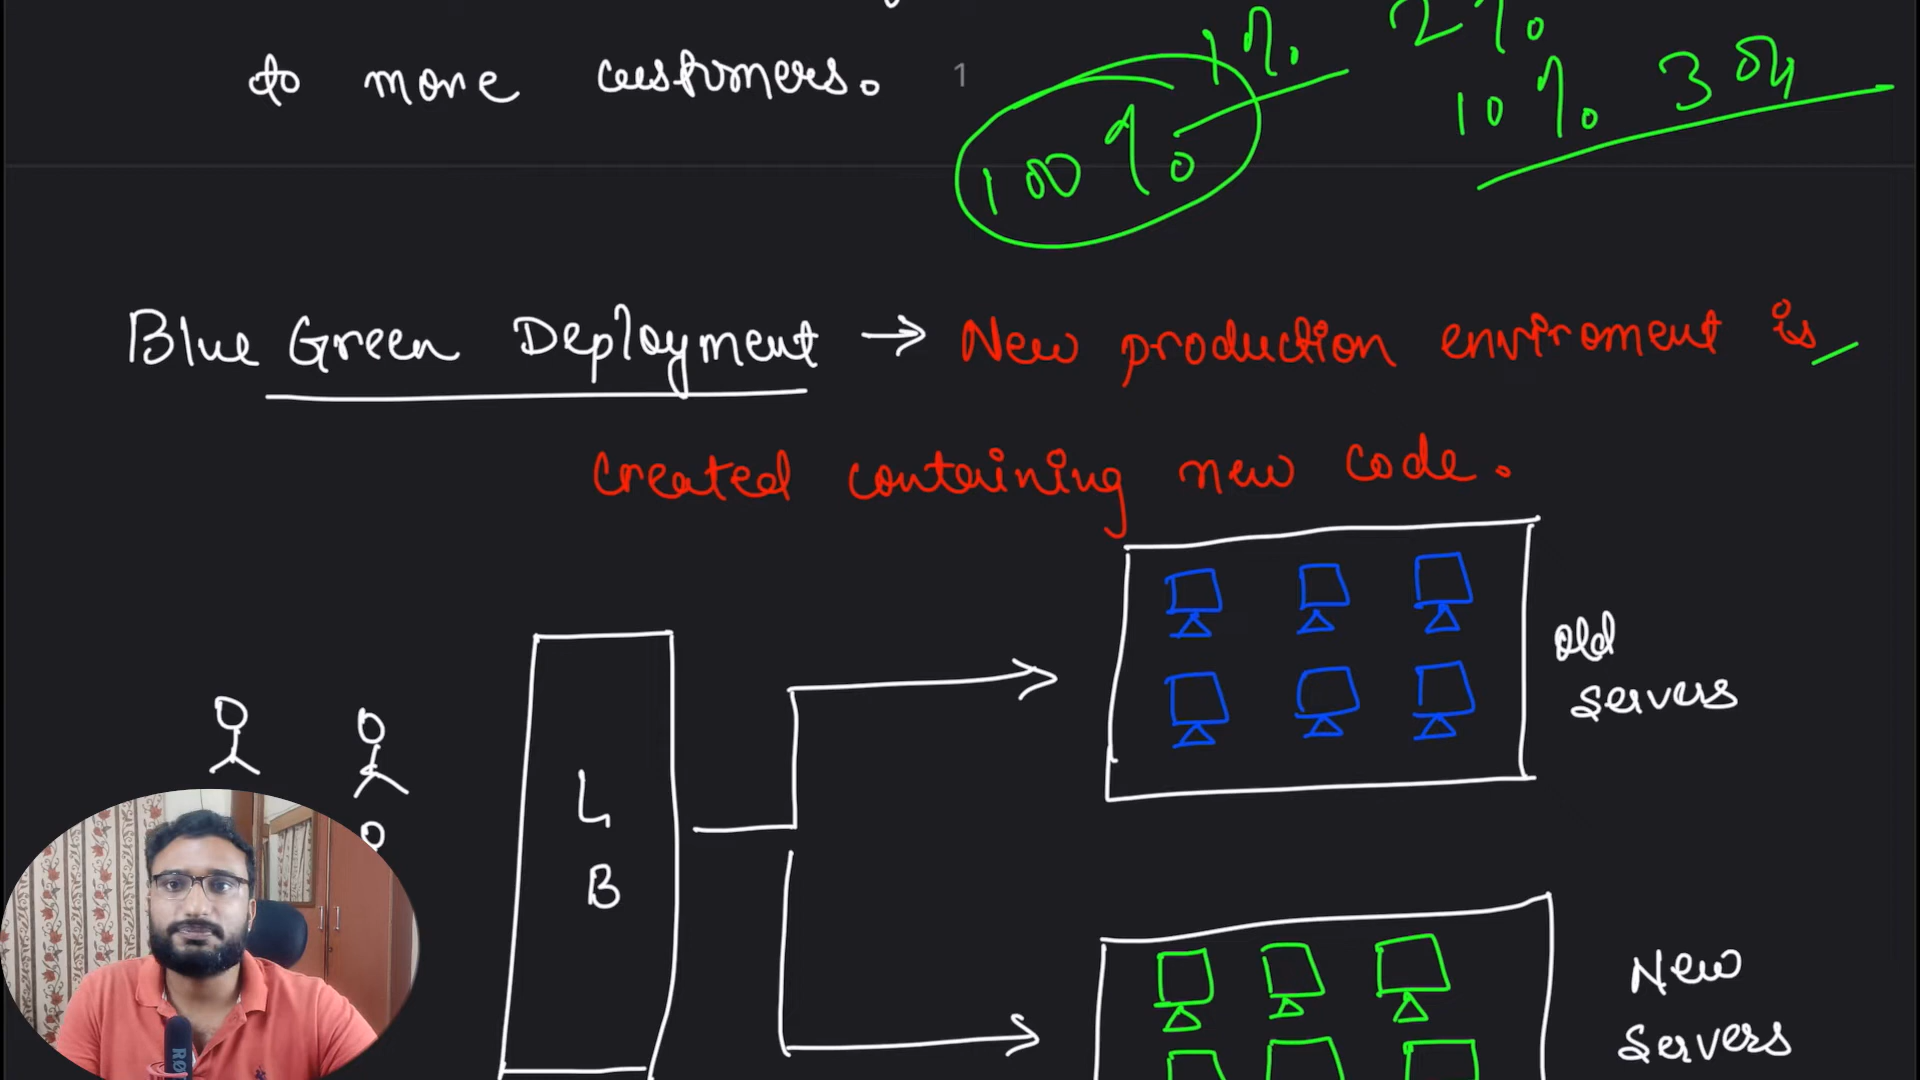 to more customers. 1
1%
2%
10% 30%
100%
Blue Green Deployment → New production enviroment is
created containing new code.
Old
servers
L
B
New
servers